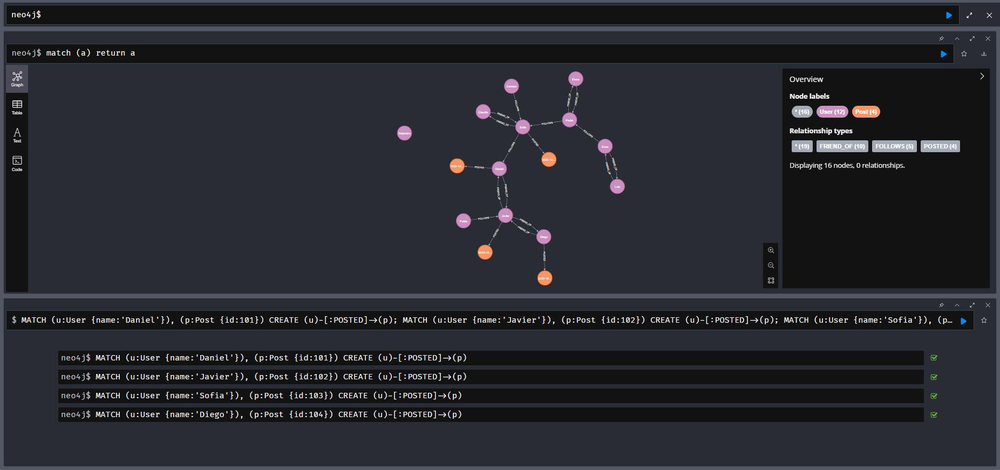 neo4j$
neo4j$ match (a) return a
Graph
Table
Text
Code
Elena
Carmen
FRIEND_OF
FRIEND_OF
FOLLOWS
Claudia
FRIEND_OF
FRIEND_OF
Pedro
Sofia
FOLLOWS
Alejandro
FOLLOWS
POSTED
FOLLOWS
Enac
2023-10...
2023-10...
POSTED
Daniel
FRIEND_OF
FRIEND_OF
Luis
FRIEND_OF
FRIEND_OF
Pablo
FOLLOWS
Javier
FRIEND_OF
FRIEND_OF
POSTED
Diego
2023-10...
POSTED
2023-10...
Overview
Node labels
* (16) User (12) Post (4)
Relationship types
* (19) FRIEND_OF (10) FOLLOWS (5) POSTED (4)
Displaying 16 nodes, 0 relationships.
$ MATCH (u:User {name:'Daniel'}), (p:Post {id:101}) CREATE (u)-[:POSTED]->(p); MATCH (u:User {name:'Javier'}), (p:Post {id:102}) CREATE (u)-[:POSTED]->(p); MATCH (u:User {name:'Sofia'}), (p…
neo4j$ MATCH (u:User {name:'Daniel'}), (p:Post {id:101}) CREATE (u)-[:POSTED]->(p)
neo4j$ MATCH (u:User {name:'Javier'}), (p:Post {id:102}) CREATE (u)-[:POSTED]->(p)
neo4j$ MATCH (u:User {name:'Sofia'}), (p:Post {id:103}) CREATE (u)-[:POSTED]->(p)
neo4j$ MATCH (u:User {name:'Diego'}), (p:Post {id:104}) CREATE (u)-[:POSTED]->(p)